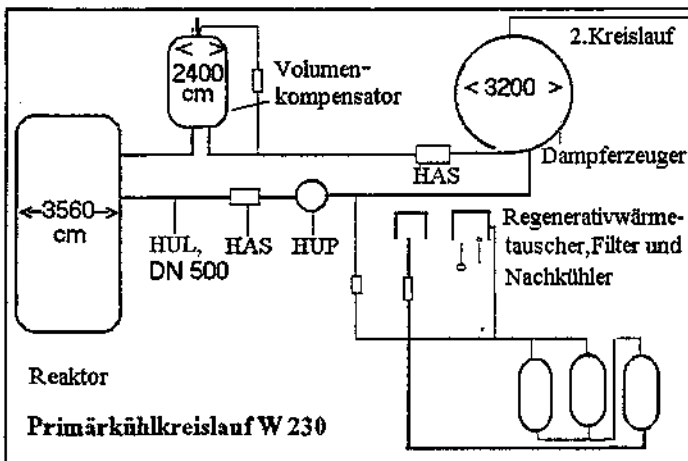 2.Kreislauf
< >
2400
cm
Volumen-
kompensator
< 3200 >
Dampferzeuger
HAS
3560
cm
HUL,
DN 500
HAS
HUP
Regenerativwärme-
tauscher,Filter und
Nachkühler
Reaktor
Primärkühlkreislauf W 230